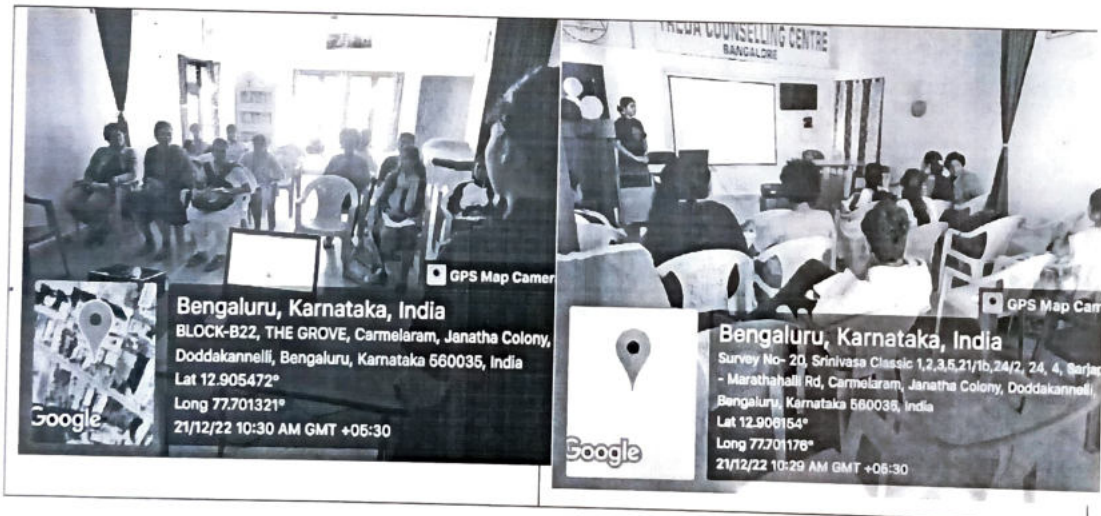 GPS Map Camer
Bengaluru, Karnataka, India
BLOCK-B22, THE GROVE, Carmelaram, Janatha Colony,
Doddakannelli, Bengaluru, Karnataka 560035, India
Lat 12.905472°
Long 77.701321°
21/12/22 10:30 AM GMT +05:30
Google
COUNSELLING CENTRE
BANGALORE
GPS Map Cam
Bengaluru, Karnataka, India
Survey No- 20, Srinivasa Classic 1,2,3,5,21/1b,24/2, 24, 4, Sarjap
- Marathahalli Rd, Carmelaram, Janatha Colony, Doddakannelli,
Bengaluru, Karnataka 560035, India
Lat 12.906154°
Long 77.701176°
21/12/22 10:29 AM GMT +05:30
Google